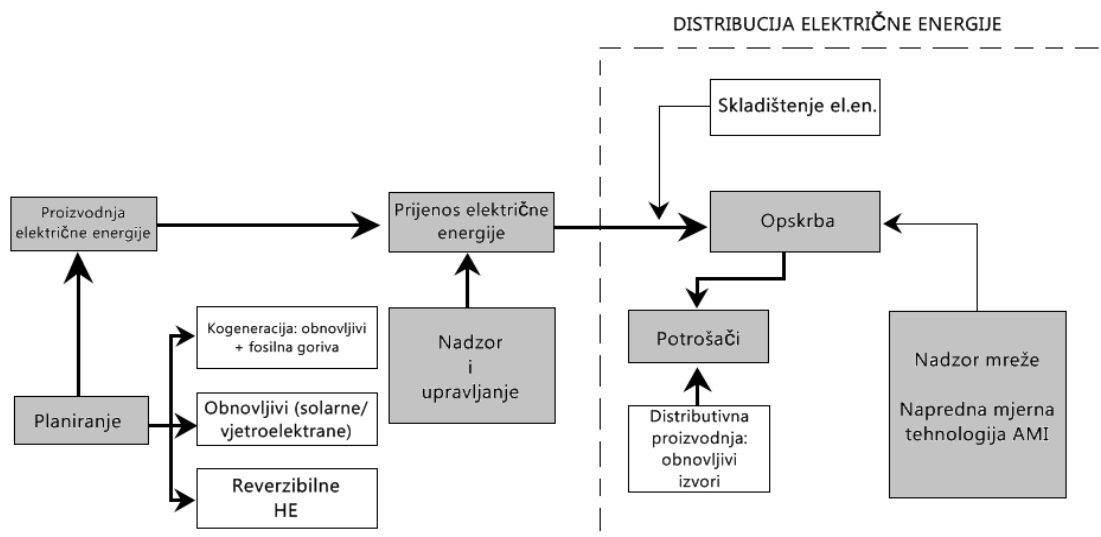 DISTRIBUCIJA ELEKTRIČNE ENERGIJE
Skladištenje el.en.
Proizvodnja
električne energije
Prijenos električne
energije
Opskrba
Kogeneracija: obnovljivi
+ fosilna goriva
Nadzor
i
upravljanje
Potrošači
Nadzor mreže
Napredna mjerna
tehnologija AMI
Planiranje
Obnovljivi (solarne/
vjetroelektrane)
Distributivna
proizvodnja:
obnovljivi
izvori
Reverzibilne
HE